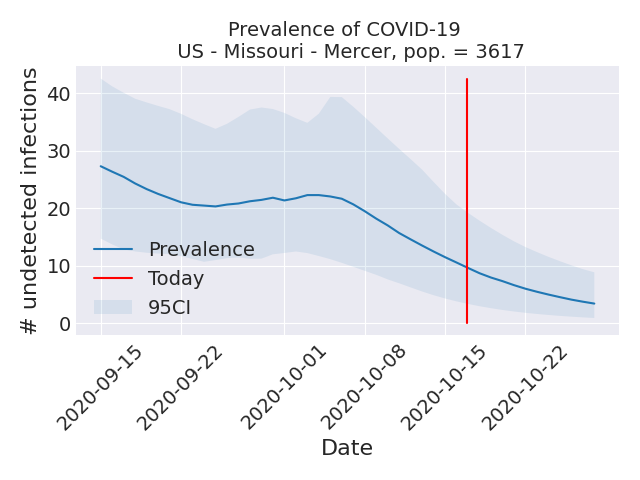 Prevalence of COVID-19
US - Missouri - Mercer, pop. = 3617
# undetected infections
40
30
20
10
0
Prevalence
Today
95CI
2020-09-15
2020-09-22
2020-10-01
2020-10-08
2020-10-15
2020-10-22
Date